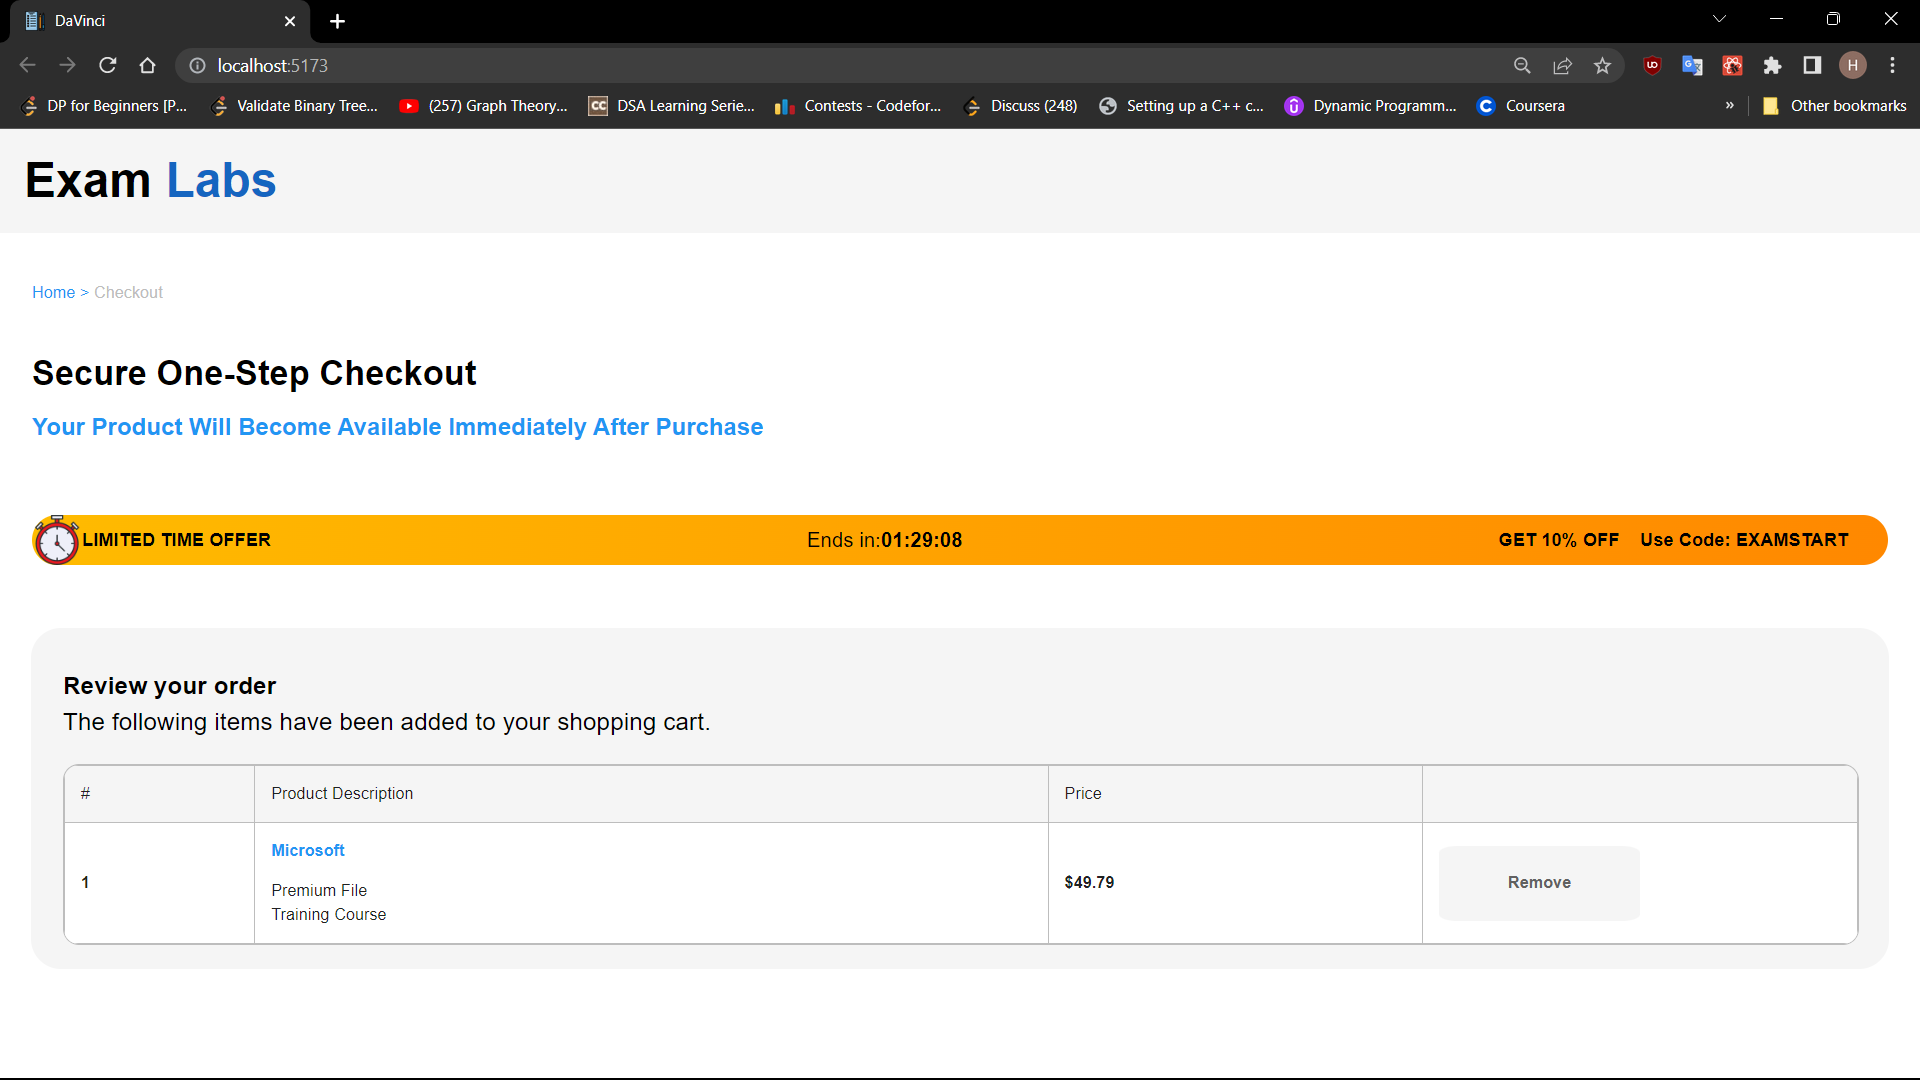 DaVinci
localhost:5173
H
DP for Beginners [P... Validate Binary Tree... (257) Graph Theory... CC DSA Learning Serie... Contests - Codefor... Discuss (248) Setting up a C++ c... Dynamic Programm... Coursera » Other bookmarks
Exam Labs
Home > Checkout
Secure One-Step Checkout
Your Product Will Become Available Immediately After Purchase
LIMITED TIME OFFER Ends in:01:29:08 GET 10% OFF Use Code: EXAMSTART
Review your order
The following items have been added to your shopping cart.
# Product Description Price
Microsoft
1 $49.79 Remove
Premium File
Training Course